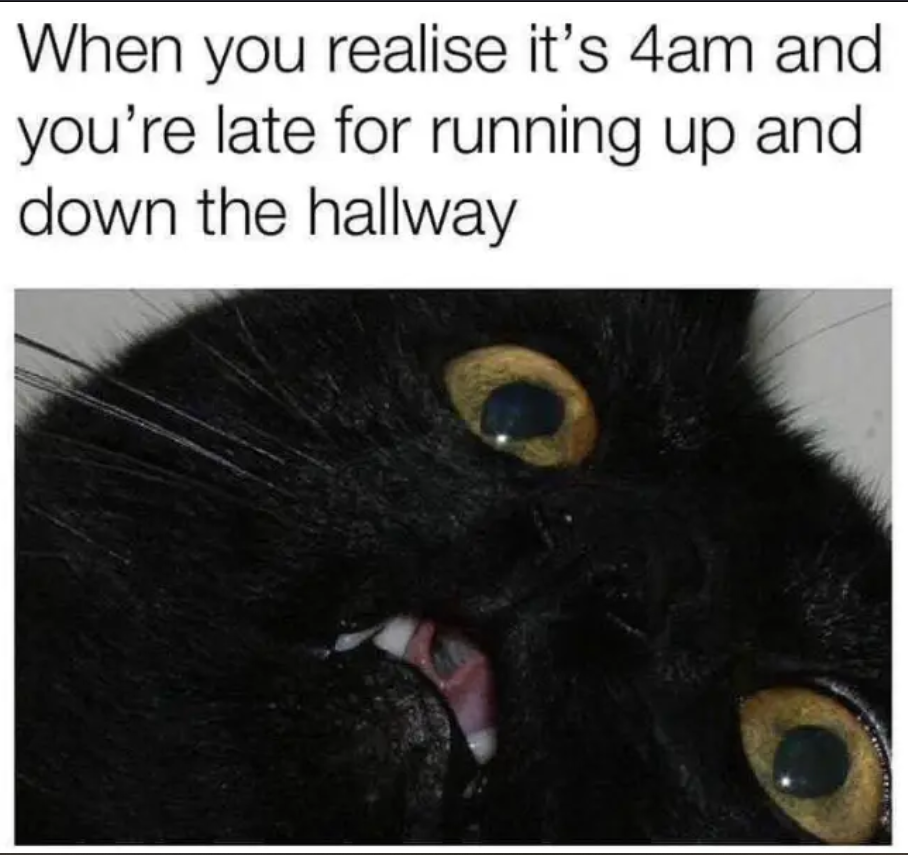 When you realise it’s 4am and
you’re late for running up and
down the hallway